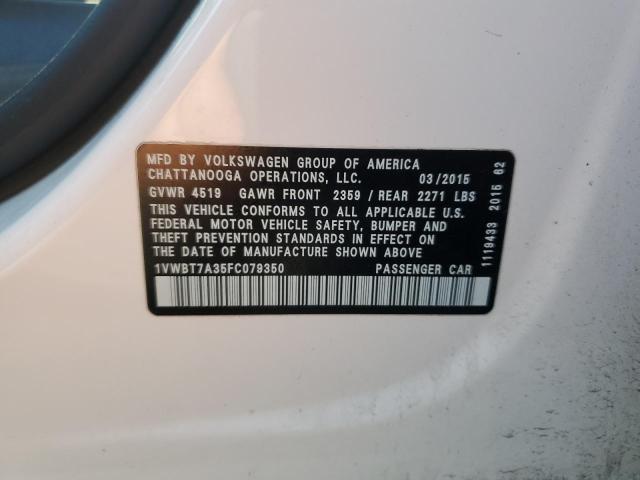 MFD BY VOLKSWAGEN GROUP OF AMERICA
CHATTANOOGA OPERATIONS, LLC. 03/2015
GVWR 4519 GAWR FRONT 2359 / REAR 2271 LBS
THIS VEHICLE CONFORMS TO ALL APPLICABLE U.S.
FEDERAL MOTOR VEHICLE SAFETY, BUMPER AND
THEFT PREVENTION STANDARDS IN EFFECT ON
THE DATE OF MANUFACTURE SHOWN ABOVE
1VWBT7A35FC079350 PASSENGER CAR
1119433 2015 62